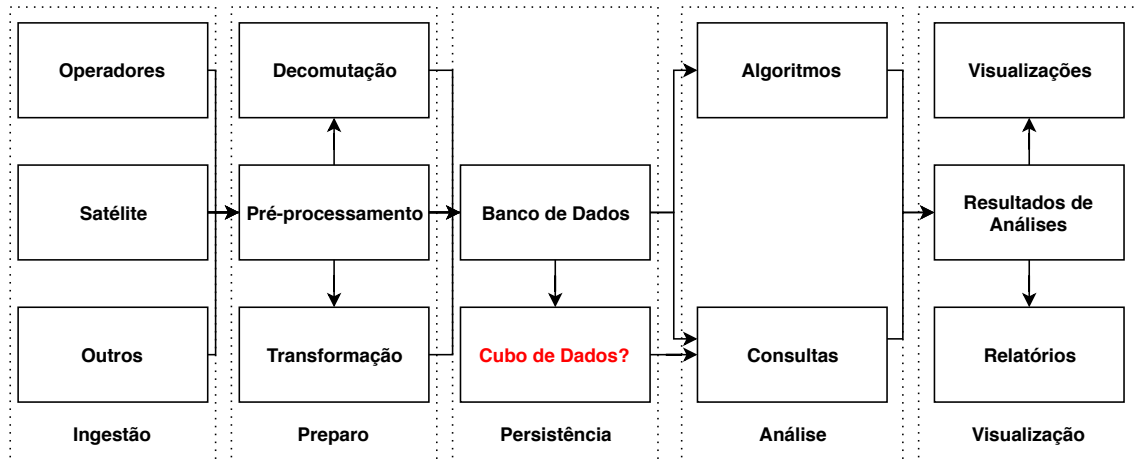 Operadores
Decomutação
Algoritmos
Visualizações
Satélite
Pré-processamento
Banco de Dados
Resultados de
Análises
Outros
Transformação
Cubo de Dados?
Consultas
Relatórios
Ingestão
Preparo
Persistência
Análise
Visualização